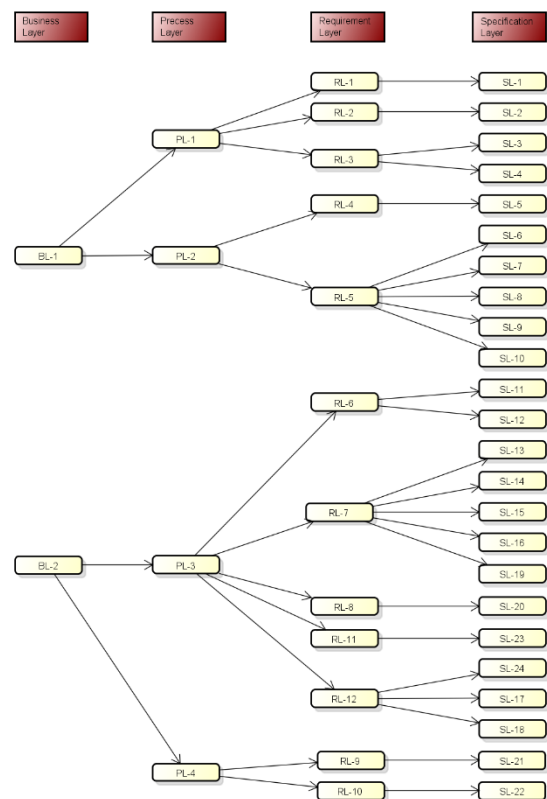 Business
Layer
Precess
Layer
Requirement
Layer
Specification
Layer
RL-1
SL-1
RL-2
SL-2
PL-1
SL-3
RL-3
SL-4
RL-4
SL-5
SL-6
BL-1
PL-2
SL-7
RL-5
SL-8
SL-9
SL-10
SL-11
RL-6
SL-12
SL-13
SL-14
RL-7
SL-15
SL-16
BL-2
PL-3
SL-19
RL-8
SL-20
RL-11
SL-23
SL-24
RL-12
SL-17
SL-18
RL-9
SL-21
PL-4
RL-10
SL-22